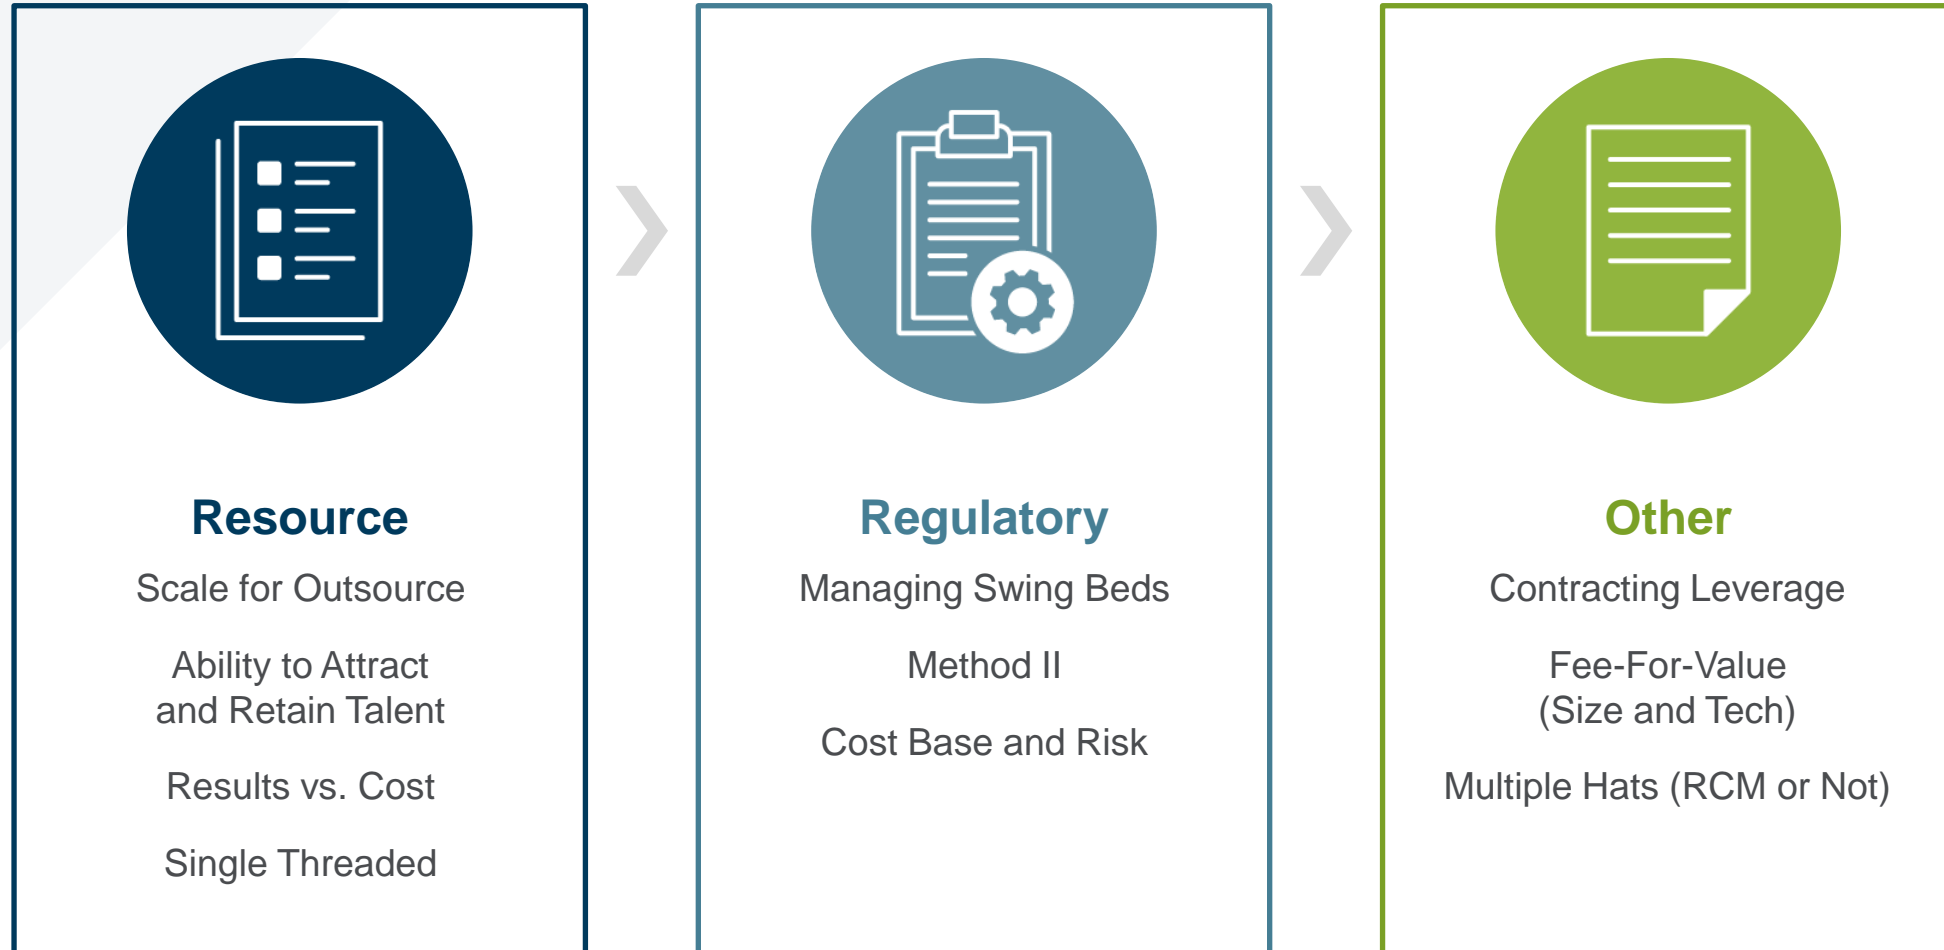 Resource
Scale for Outsource
Ability to Attract
and Retain Talent
Results vs. Cost
Single Threaded
Regulatory
Managing Swing Beds
Method II
Cost Base and Risk
Other
Contracting Leverage
Fee-For-Value
(Size and Tech)
Multiple Hats (RCM or Not)